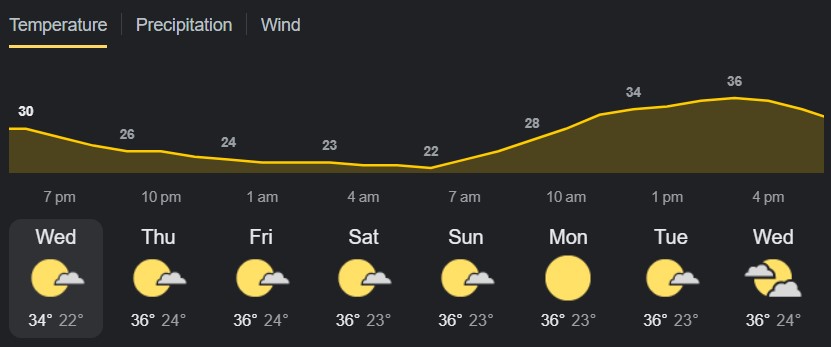 Temperature Precipitation Wind
30 26 24 23 22 28 34 36
7 pm 10 pm 1 am 4 am 7 am 10 am 1 pm 4 pm
Wed Thu Fri Sat Sun Mon Tue Wed
34° 22° 36° 24° 36° 24° 36° 23° 36° 23° 36° 23° 36° 23° 36° 24°